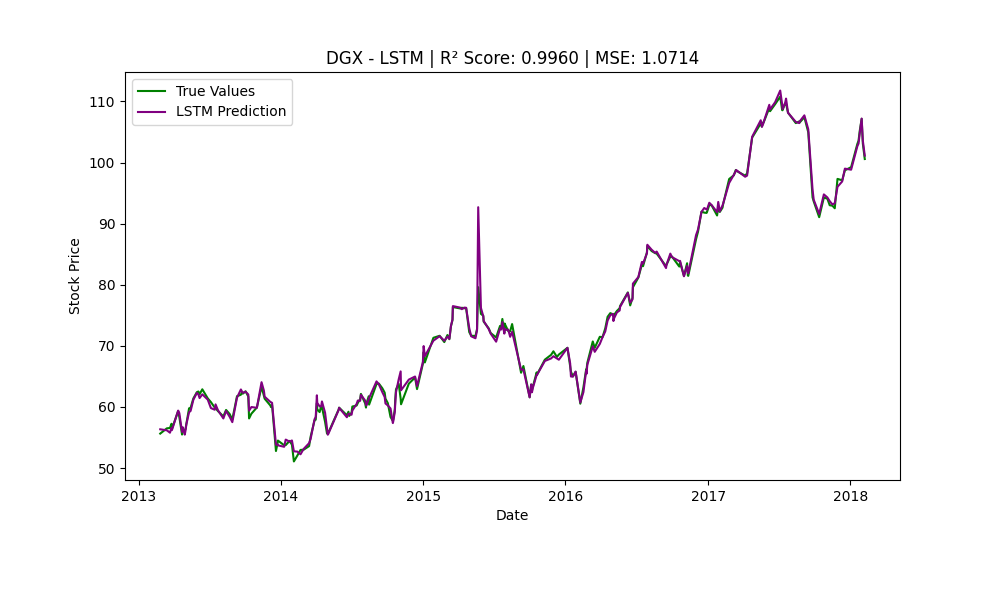 DGX - LSTM | R² Score: 0.9960 | MSE: 1.0714
True Values
LSTM Prediction
Stock Price
110
100
90
80
70
60
50
2013
2014
2015
2016
2017
2018
Date